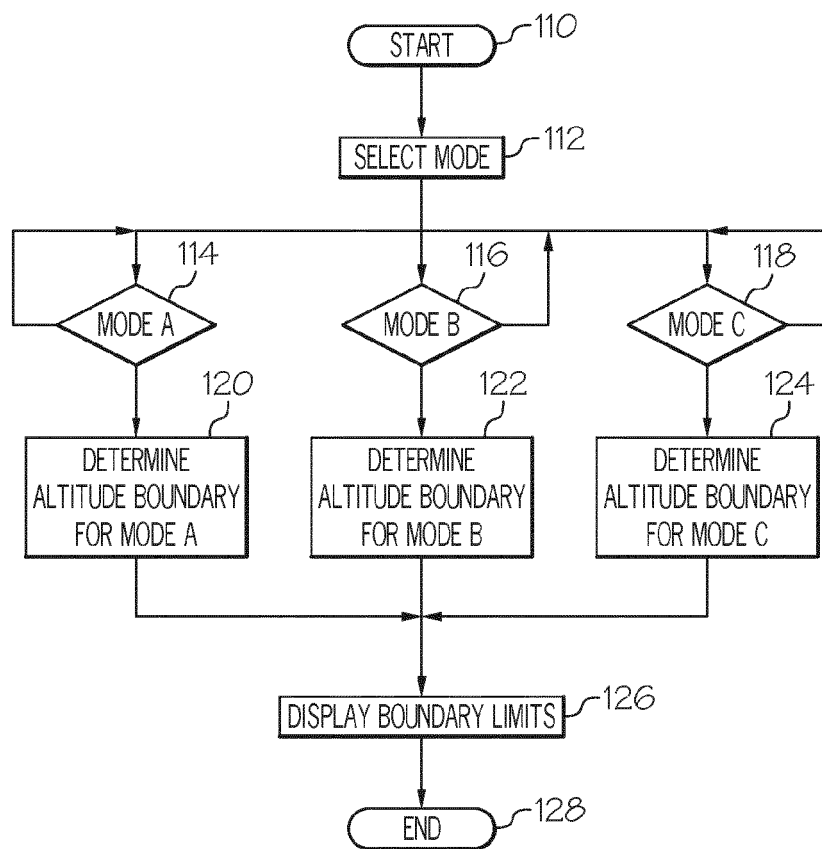 START
110
SELECT MODE
112
114
116
118
MODE A
MODE B
MODE C
120
122
124
DETERMINE
ALTITUDE BOUNDARY
FOR MODE A
DETERMINE
ALTITUDE BOUNDARY
FOR MODE B
DETERMINE
ALTITUDE BOUNDARY
FOR MODE C
DISPLAY BOUNDARY LIMITS
126
END
128